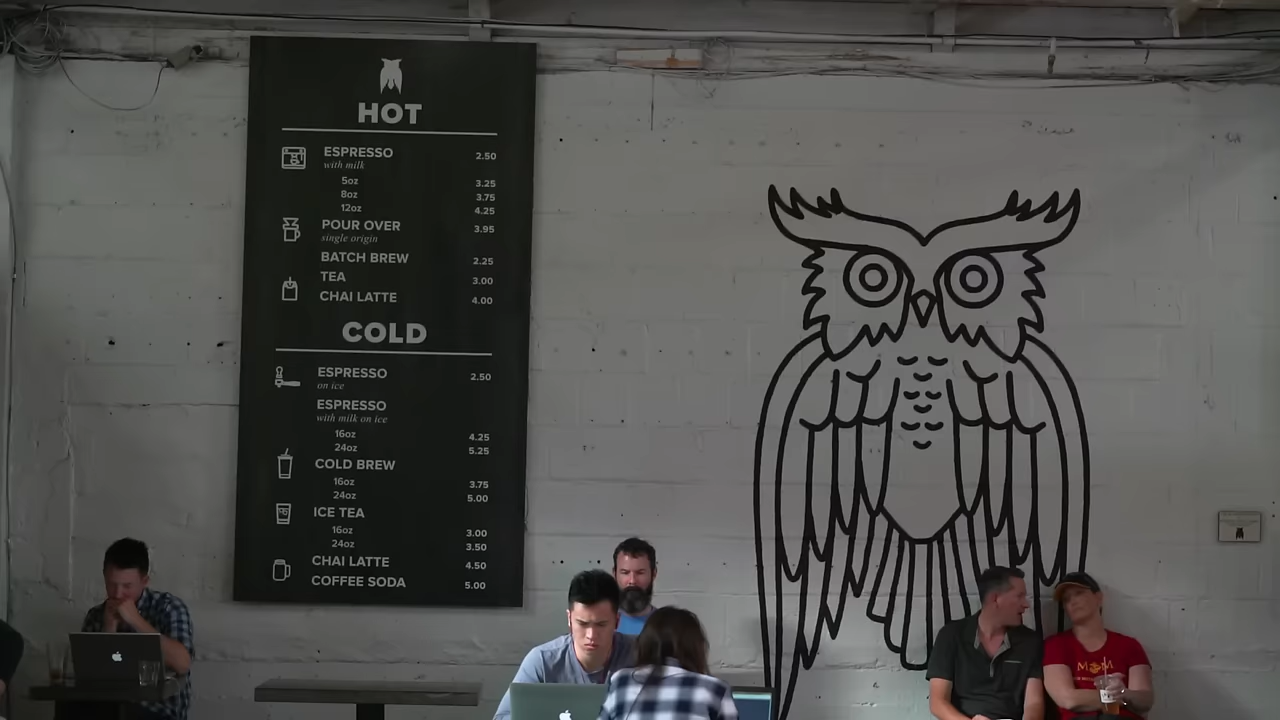 HOT
ESPRESSO 2.50
with milk
5oz 3.25
8oz 3.75
12oz 4.25
POUR OVER 3.95
single origin
BATCH BREW 2.25
TEA 3.00
CHAI LATTE 4.00
COLD
ESPRESSO 2.50
on ice
ESPRESSO
with milk on ice
16oz 4.25
24oz 5.25
COLD BREW
16oz 3.75
24oz 5.00
ICE TEA
16oz 3.00
24oz 3.50
CHAI LATTE 4.50
COFFEE SODA 5.00